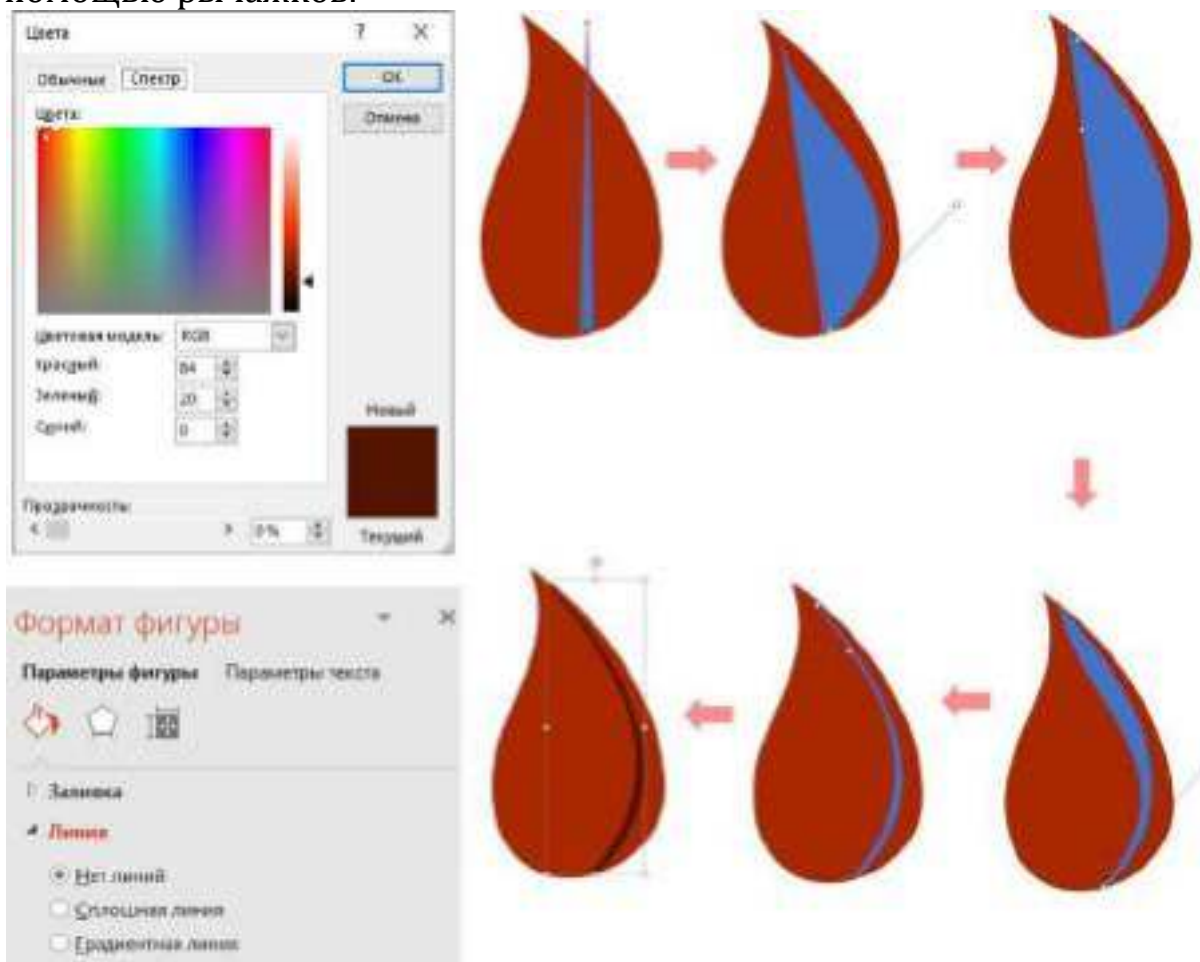 помощью рычажков.
Цвета
? ×
Обычные Спектр
ОК
Цвета:
Отмена
Цветовая модель: RGB
Красный: 84
Зеленый: 20
Синий: 0
Новый
Прозрачность:
< > 0 %
Текущий
Формат фигуры
Параметры фигуры Параметры текста
Заливка
Линия
Нет линий
Сплошная линия
Градиентная линия